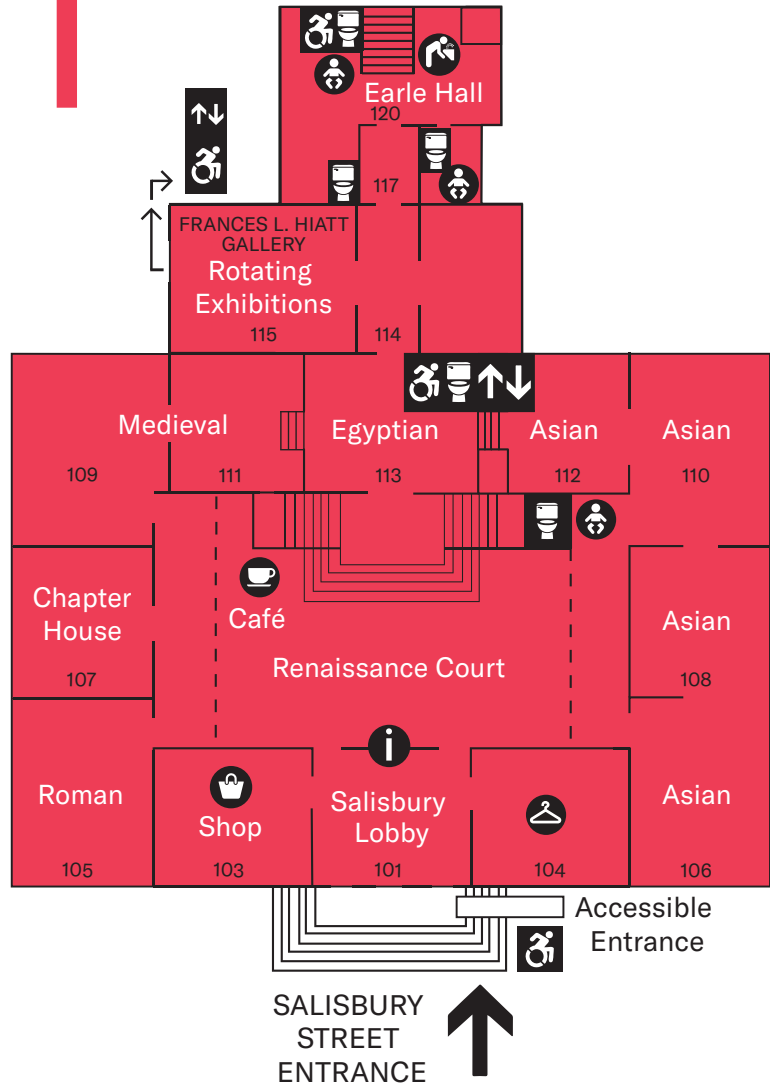 Earle Hall
120
117
FRANCES L. HIATT
GALLERY
Rotating
Exhibitions
115
114
Medieval
109
111
Egyptian
113
Asian
112
Asian
110
Café
Chapter
House
107
Renaissance Court
Asian
108
Roman
105
Shop
103
i
Salisbury
Lobby
101
104
Asian
106
Accessible
Entrance
SALISBURY
STREET
ENTRANCE